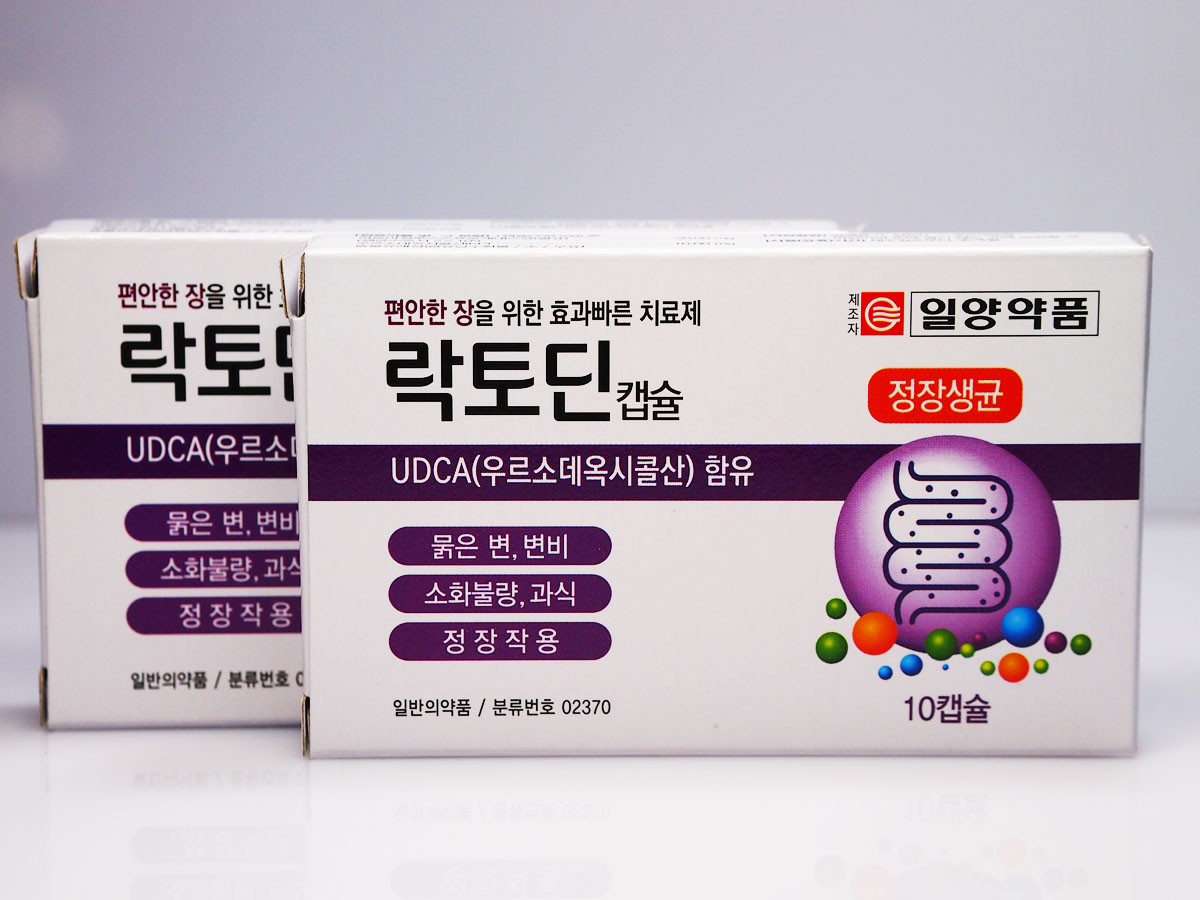 편안한 장을 위한
락토
UDCA(우르소데
묽은 변, 변비
소화불량, 과식
정장작용
일반의약품 / 분류번호 0
편안한 장을 위한 효과빠른 치료제
락토딘캡슐
제조자 일양약품
정장생균
UDCA(우르소데옥시콜산) 함유
묽은 변, 변비
소화불량, 과식
정장작용
일반의약품 / 분류번호 02370
10캡슐